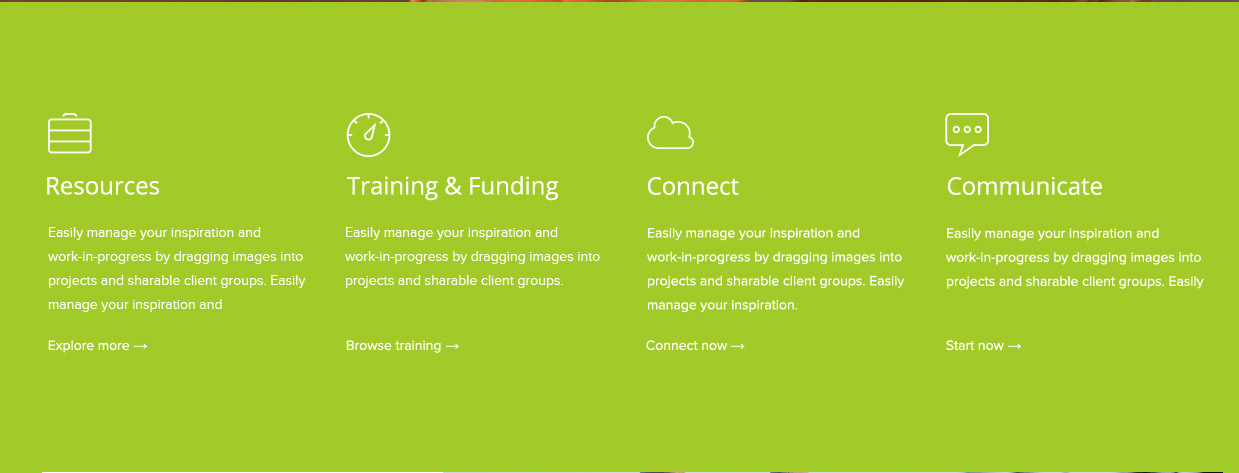 Resources
Easily manage your inspiration and
work-in-progress by dragging images into
projects and sharable client groups. Easily
manage your inspiration and
Explore more →
Training & Funding
Easily manage your inspiration and
work-in-progress by dragging images into
projects and sharable client groups.
Browse training →
Connect
Easily manage your inspiration and
work-in-progress by dragging images into
projects and sharable client groups. Easily
manage your inspiration.
Connect now →
Communicate
Easily manage your inspiration and
work-in-progress by dragging images into
projects and sharable client groups. Easily
Start now →